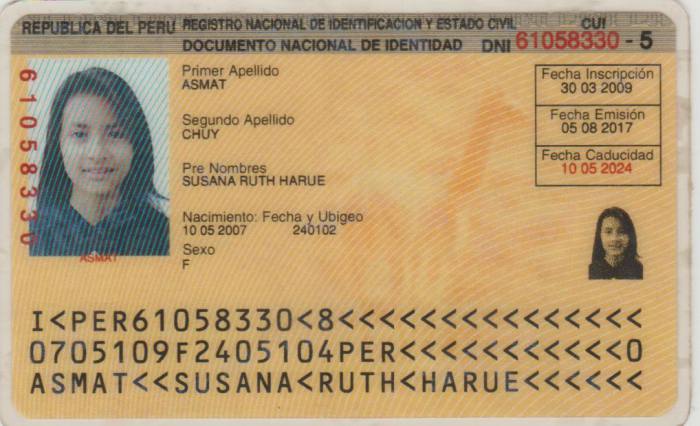 REPUBLICA DEL PERU REGISTRO NACIONAL DE IDENTIFICACION Y ESTADO CIVIL CUI
DOCUMENTO NACIONAL DE IDENTIDAD DNI 61058330 - 5
61058330
Primer Apellido
ASMAT
Segundo Apellido
CHUY
Pre Nombres
SUSANA RUTH HARUE
Nacimiento: Fecha y Ubigeo
10 05 2007 240102
Sexo
F
Fecha Inscripción
30 03 2009
Fecha Emisión
05 08 2017
Fecha Caducidad
10 05 2024
ASMAT
I<PER61058330<8<<<<<<<<<<<<<<<
0705109F2405104PER<<<<<<<<<<<0
ASMAT<<SUSANA<RUTH<HARUE<<<<<<